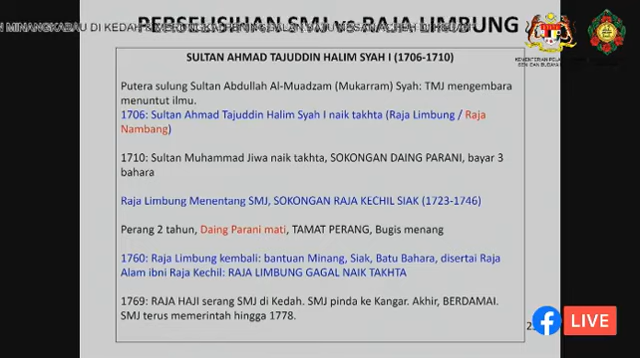 PERSELISIHAN SMJ vs RAJA LIMBUNG
N MINANGKABAU DI KEDAH &
KEMENTERIAN
SENI DAN BUDAYA
SULTAN AHMAD TAJUDDIN HALIM SYAH I (1706-1710)
Putera sulung Sultan Abdullah Al-Muadzam (Mukarram) Syah: TMJ mengembara
menuntut ilmu.
1706: Sultan Ahmad Tajuddin Halim Syah I naik takhta (Raja Limbung / Raja
Nambang)
1710: Sultan Muhammad Jiwa naik takhta, SOKONGAN DAING PARANI, bayar 3
bahara
Raja Limbung Menentang SMJ, SOKONGAN RAJA KECHIL SIAK (1723-1746)
Perang 2 tahun, Daing Parani mati, TAMAT PERANG, Bugis menang
1760: Raja Limbung kembali: bantuan Minang, Siak, Batu Bahara, disertai Raja
Alam ibni Raja Kechil: RAJA LIMBUNG GAGAL NAIK TAKHTA
1769: RAJA HAJI serang SMJ di Kedah. SMJ pinda ke Kangar. Akhir, BERDAMAI.
SMJ terus memerintah hingga 1778.
LIVE